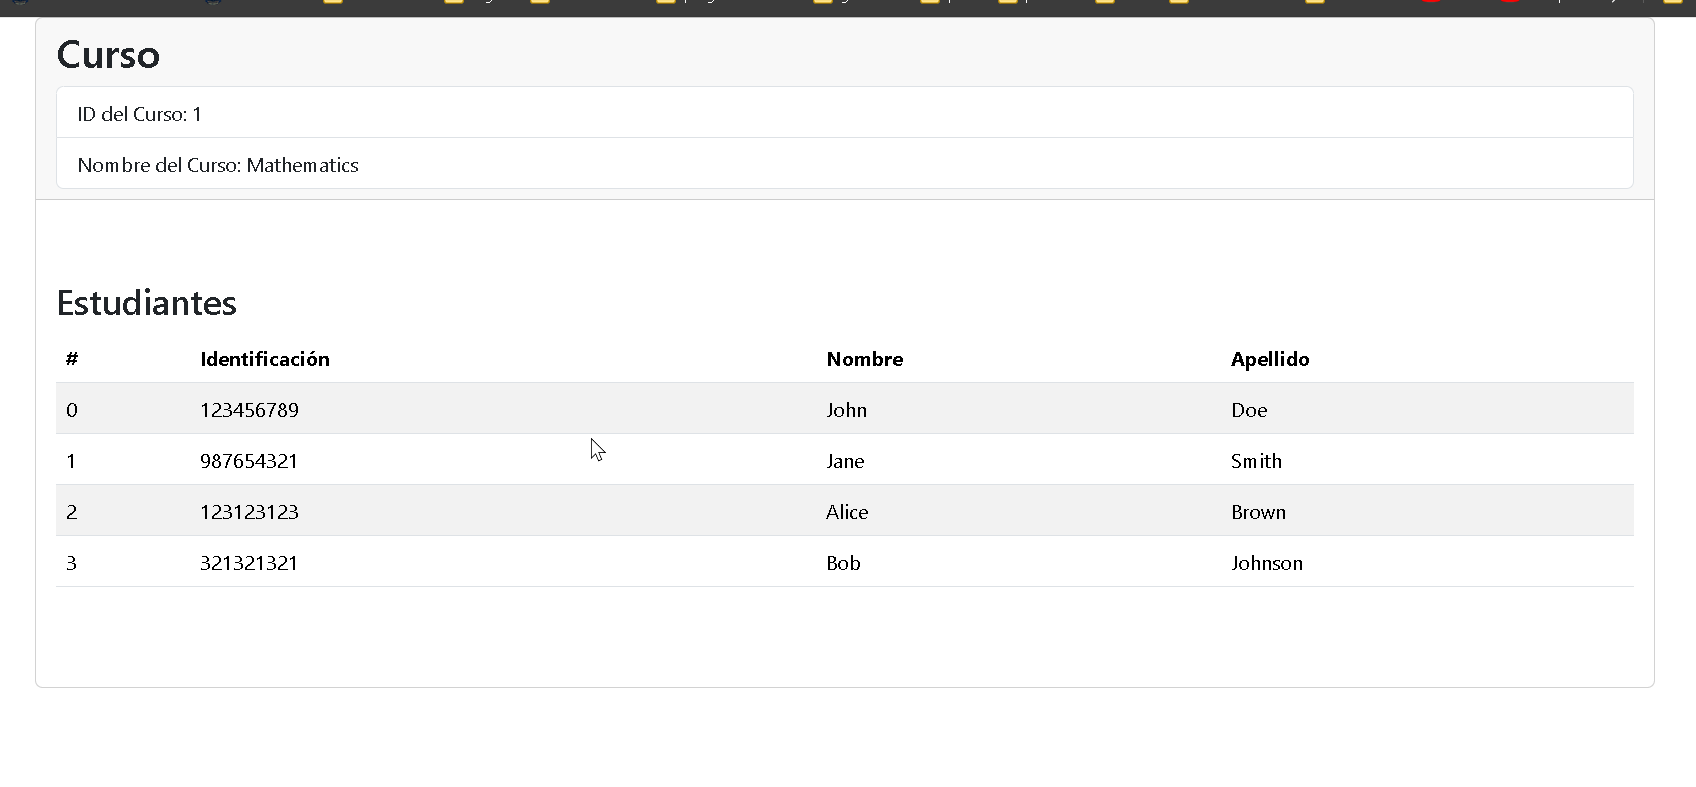 Curso
ID del Curso: 1
Nombre del Curso: Mathematics
Estudiantes
# Identificación Nombre Apellido
0 123456789 John Doe
1 987654321 Jane Smith
2 123123123 Alice Brown
3 321321321 Bob Johnson